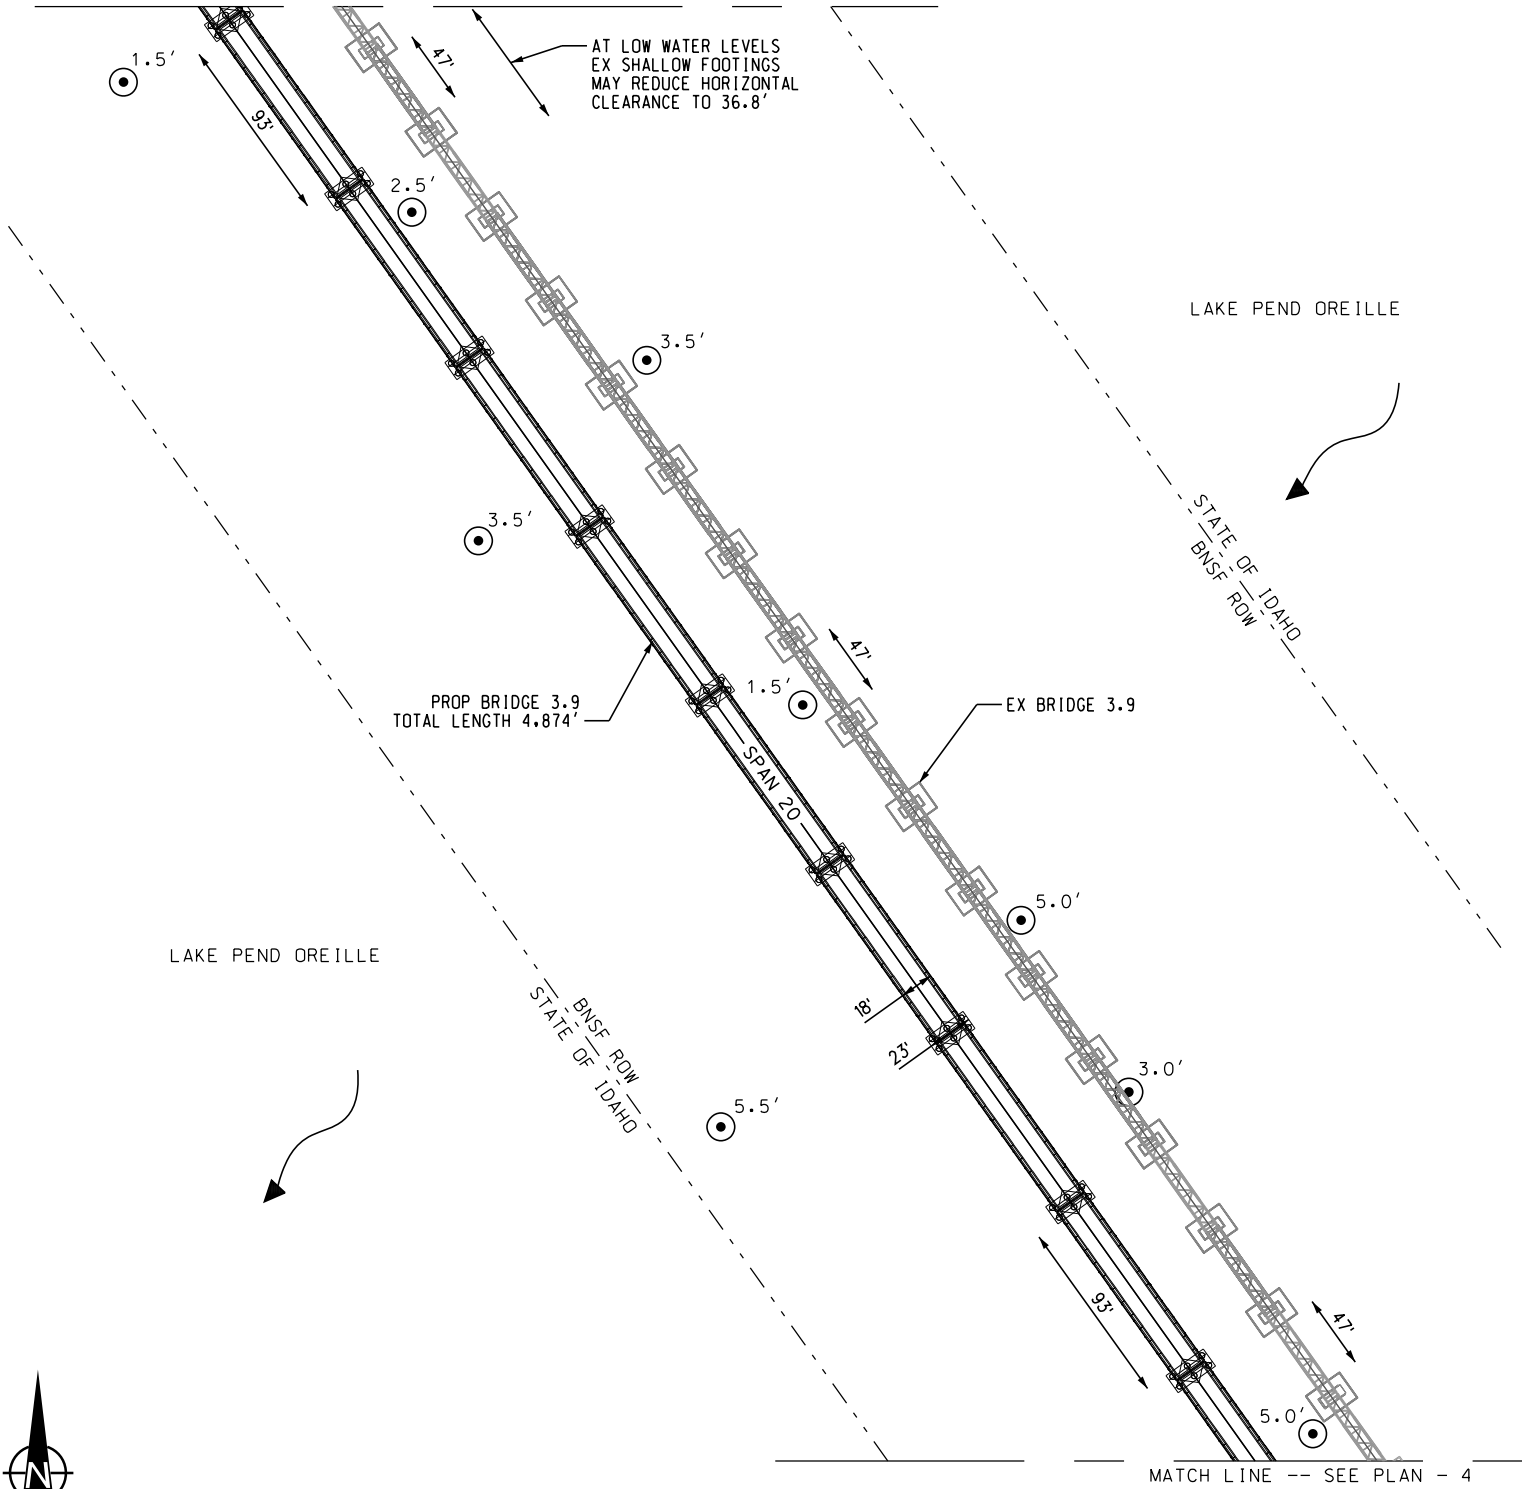 1.5'
93'
47'
AT LOW WATER LEVELS
EX SHALLOW FOOTINGS
MAY REDUCE HORIZONTAL
CLEARANCE TO 36.8'
2.5'
3.5'
LAKE PEND OREILLE
STATE OF IDAHO
BNSF ROW
3.5'
47'
PROP BRIDGE 3.9
TOTAL LENGTH 4,874'
1.5'
EX BRIDGE 3.9
SPAN 20
5.0'
LAKE PEND OREILLE
18'
23'
BNSF ROW
STATE OF IDAHO
3.0'
5.5'
93'
47'
5.0'
N
MATCH LINE -- SEE PLAN - 4